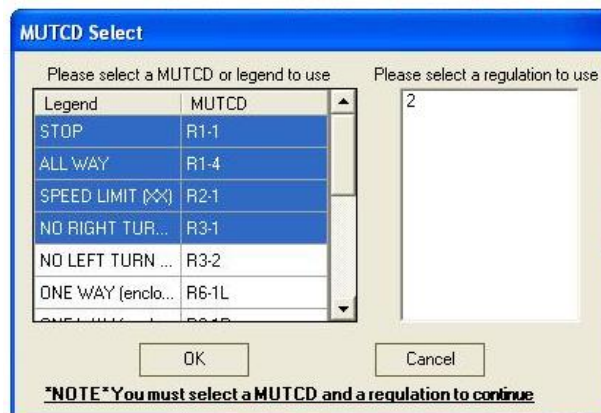 MUTCD Select
Please select a MUTCD or legend to use
Please select a regulation to use
Legend MUTCD
STOP R1-1
ALL WAY R1-4
SPEED LIMIT (XX) R2-1
NO RIGHT TUR... R3-1
NO LEFT TURN ... R3-2
ONE WAY (enclo... R6-1L
2
OK
Cancel
*NOTE*You must select a MUTCD and a regulation to continue